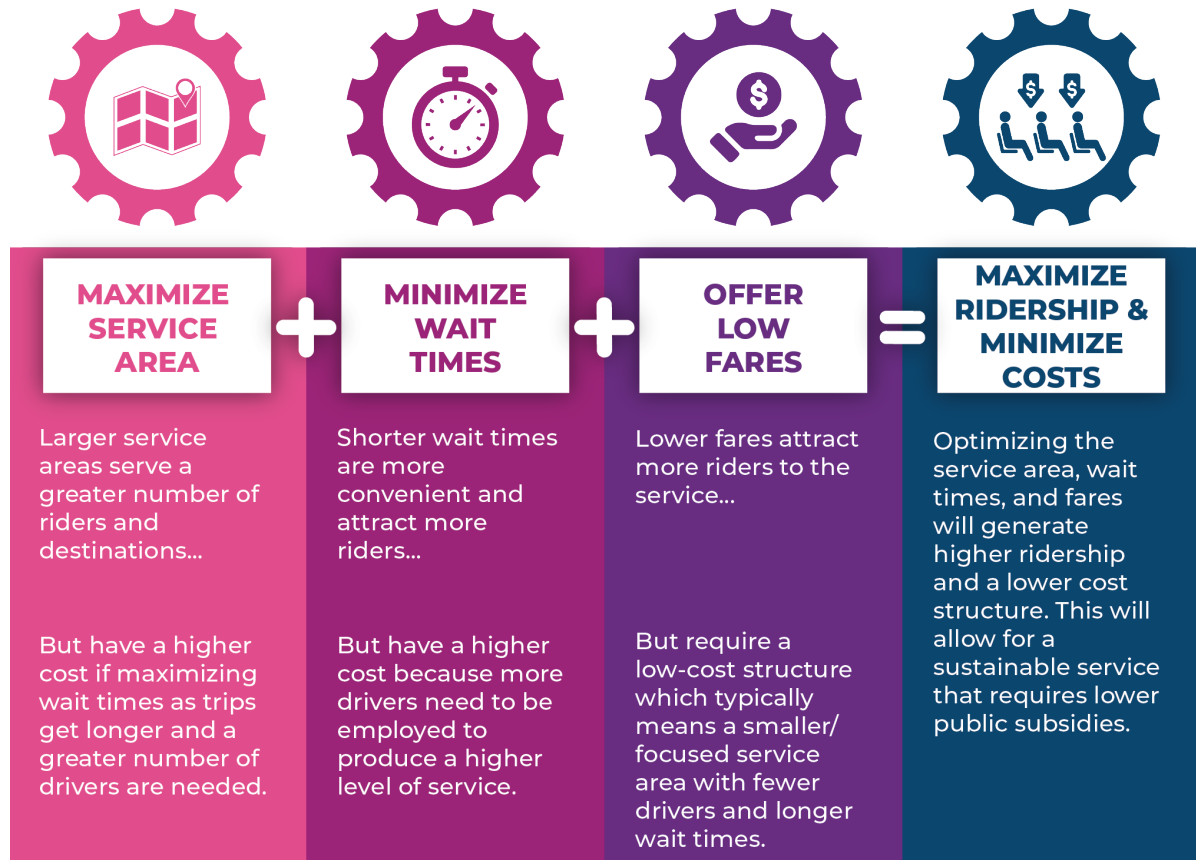 $
$
$
MAXIMIZE
SERVICE
AREA
Larger service
areas serve a
greater number of
riders and
destinations...
But have a higher
cost if maximizing
wait times as trips
get longer and a
greater number of
drivers are needed.
+
MINIMIZE
WAIT
TIMES
Shorter wait times
are more
convenient and
attract more
riders...
But have a higher
cost because more
drivers need to be
employed to
produce a higher
level of service.
+
OFFER
LOW
FARES
Lower fares attract
more riders to the
service...
But require a
low-cost structure
which typically
means a smaller/
focused service
area with fewer
drivers and longer
wait times.
=
MAXIMIZE
RIDERSHIP &
MINIMIZE
COSTS
Optimizing the
service area, wait
times, and fares
will generate
higher ridership
and a lower cost
structure. This will
allow for a
sustainable service
that requires lower
public subsidies.